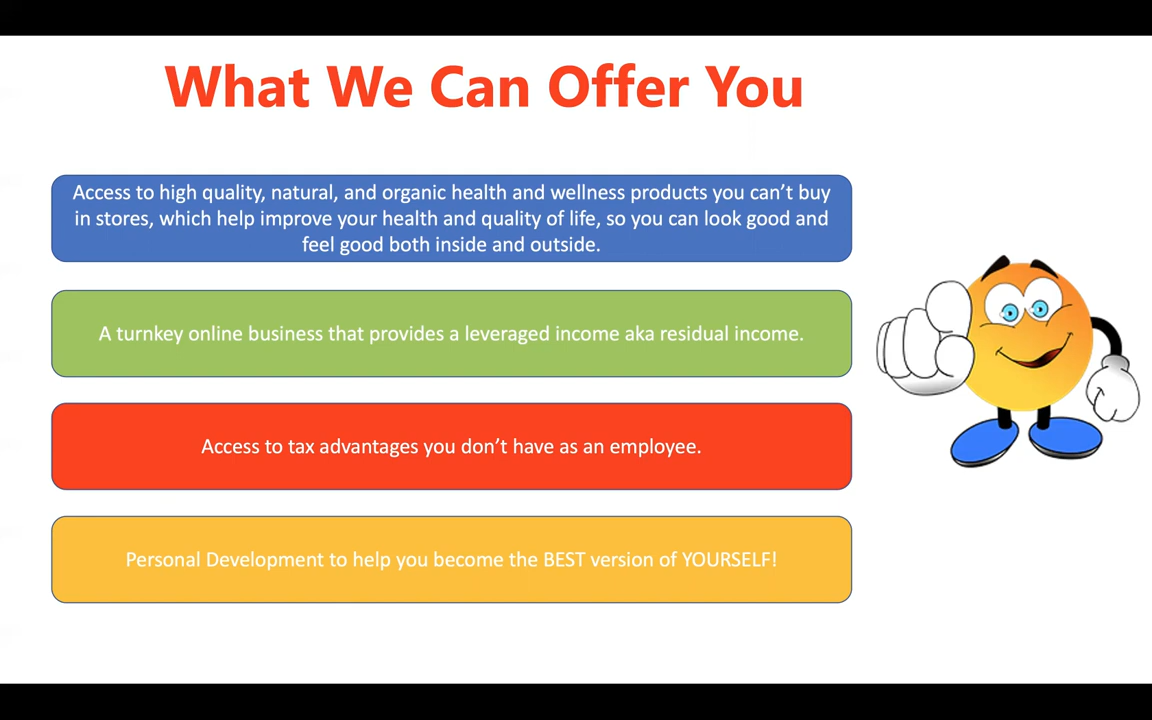 What We Can Offer You
Access to high quality, natural, and organic health and wellness products you can’t buy
in stores, which help improve your health and quality of life, so you can look good and
feel good both inside and outside.
A turnkey online business that provides a leveraged income aka residual income.
Access to tax advantages you don’t have as an employee.
Personal Development to help you become the BEST version of YOURSELF!